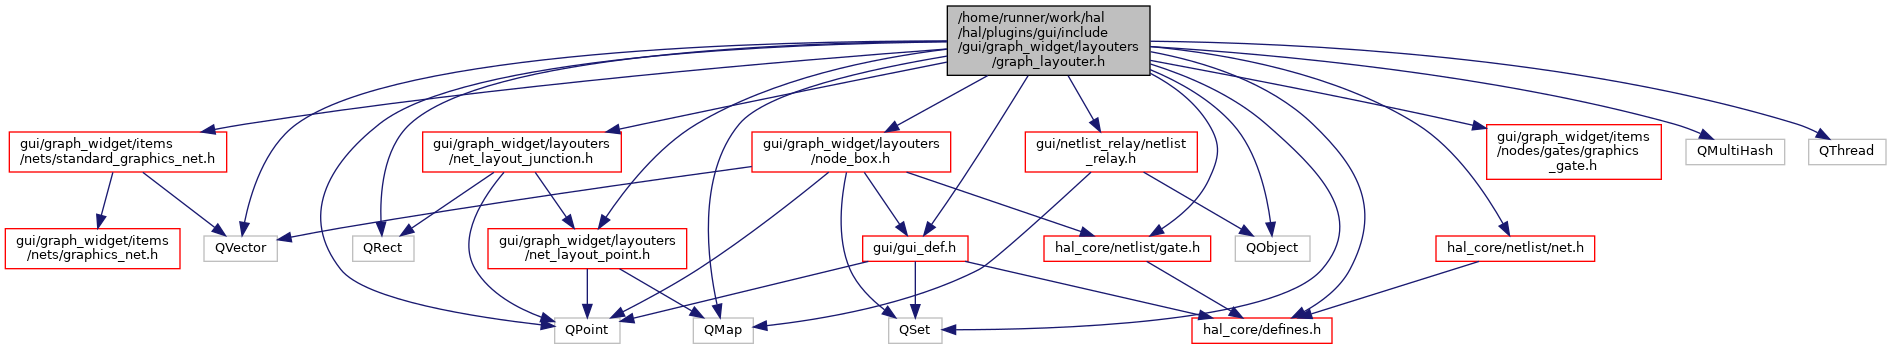 /home/runner/work/hal
/hal/plugins/gui/include
/gui/graph_widget/layouters
/graph_layouter.h
gui/graph_widget/items
/nets/standard_graphics_net.h
gui/graph_widget/layouters
/net_layout_junction.h
gui/graph_widget/layouters
/node_box.h
gui/netlist_relay/netlist
_relay.h
gui/graph_widget/items
/nodes/gates/graphics
_gate.h
QMultiHash
QThread
gui/graph_widget/items
/nets/graphics_net.h
QVector
QRect
gui/graph_widget/layouters
/net_layout_point.h
gui/gui_def.h
hal_core/netlist/gate.h
QObject
hal_core/netlist/net.h
QPoint
QMap
QSet
hal_core/defines.h